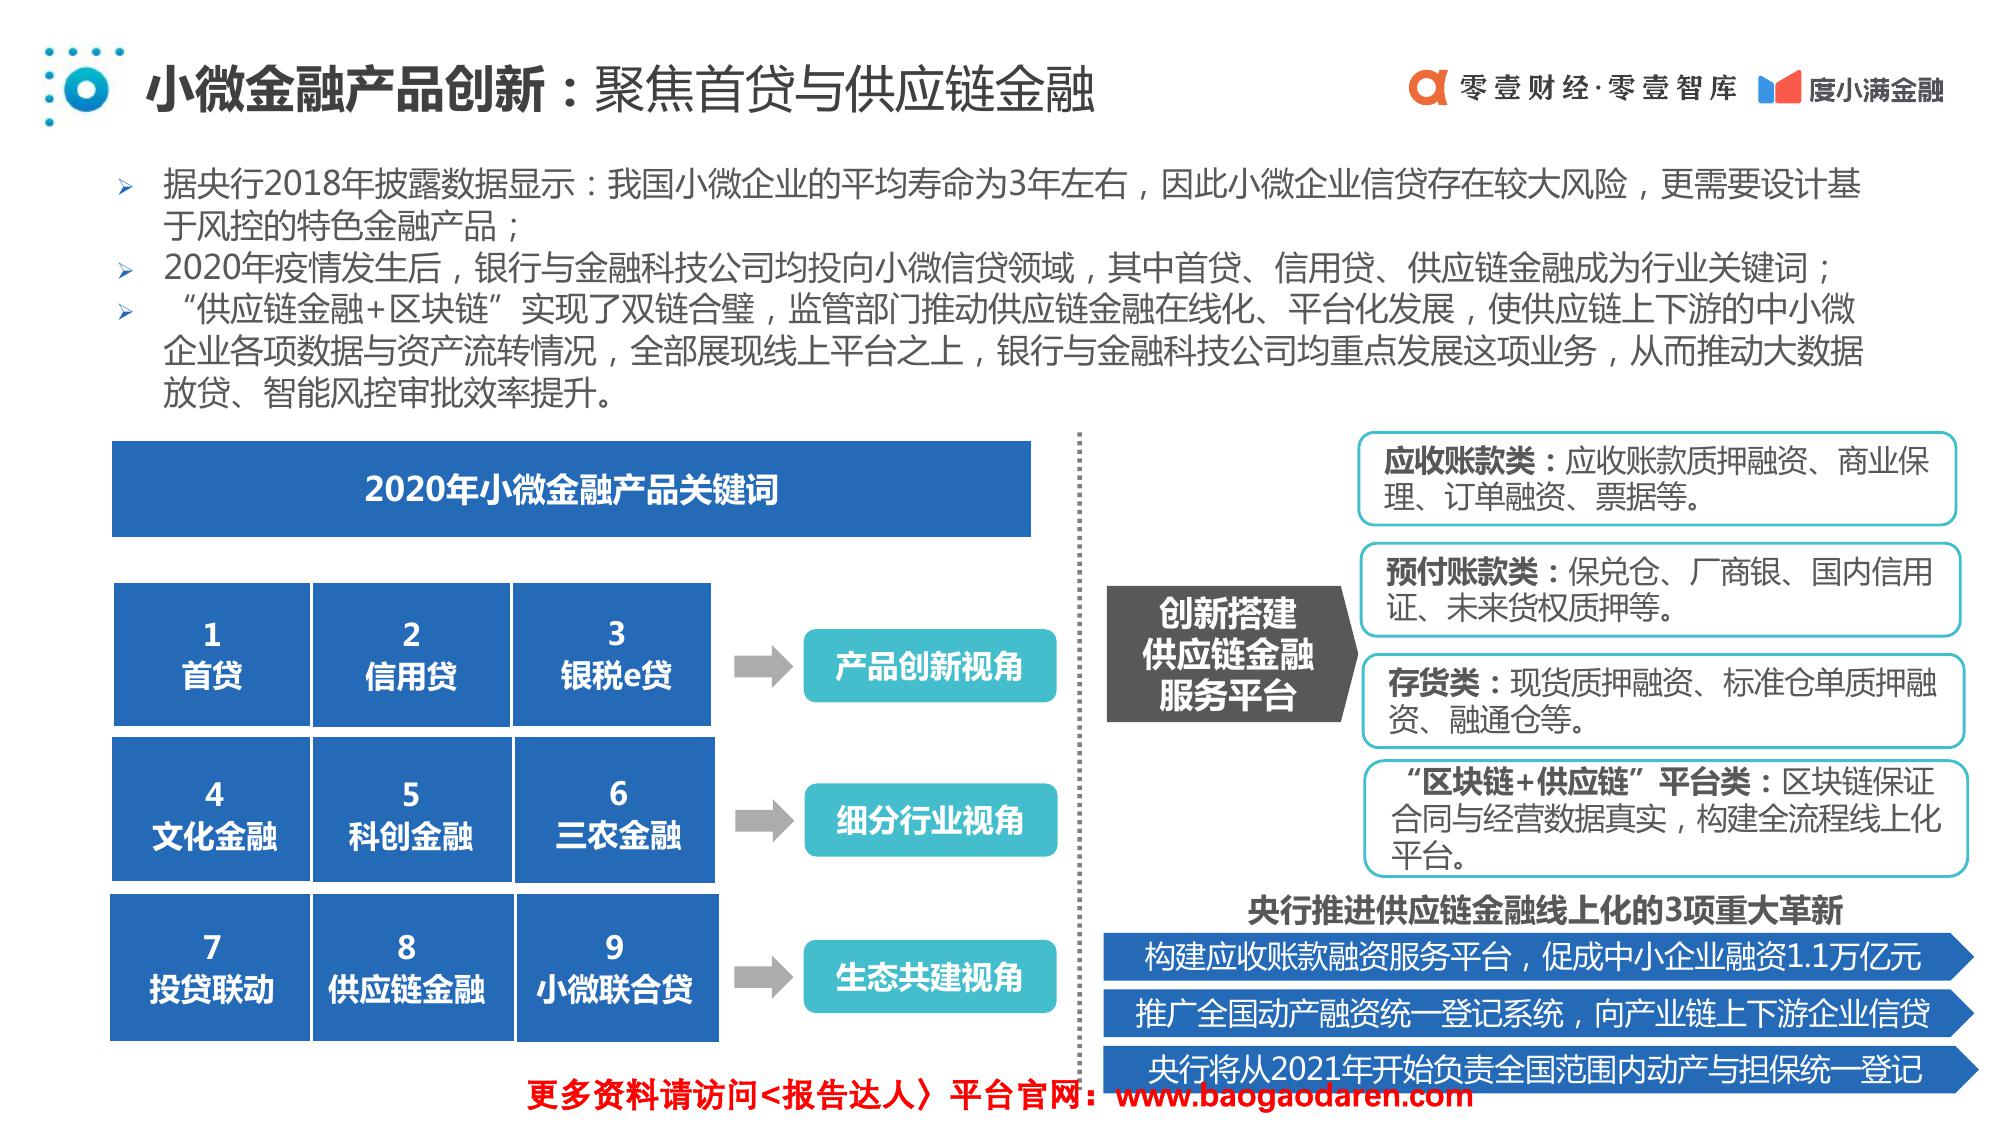 小微金融产品创新：聚焦首贷与供应链金融
零壹财经·零壹智库
度小满金融
据央行2018年披露数据显示：我国小微企业的平均寿命为3年左右，因此小微企业信贷存在较大风险，更需要设计基
于风控的特色金融产品；
2020年疫情发生后，银行与金融科技公司均投向小微信贷领域，其中首贷、信用贷、供应链金融成为行业关键词；
“供应链金融+区块链”实现了双链合璧，监管部门推动供应链金融在线化、平台化发展，使供应链上下游的中小微
企业各项数据与资产流转情况，全部展现线上平台之上，银行与金融科技公司均重点发展这项业务，从而推动大数据
放贷、智能风控审批效率提升。
2020年小微金融产品关键词
1
首贷
2
信用贷
3
银税e贷
产品创新视角
4
文化金融
5
科创金融
6
三农金融
细分行业视角
7
投贷联动
8
供应链金融
9
小微联合贷
生态共建视角
创新搭建
供应链金融
服务平台
应收账款类：应收账款质押融资、商业保
理、订单融资、票据等。
预付账款类：保兑仓、厂商银、国内信用
证、未来货权质押等。
存货类：现货质押融资、标准仓单质押融
资、融通仓等。
“区块链+供应链”平台类：区块链保证
合同与经营数据真实，构建全流程线上化
平台。
央行推进供应链金融线上化的3项重大革新
构建应收账款融资服务平台，促成中小企业融资1.1万亿元
推广全国动产融资统一登记系统，向产业链上下游企业信贷
央行将从2021年开始负责全国范围内动产与担保统一登记
更多资料请访问<报告达人〉平台官网：www.baogaodaren.com